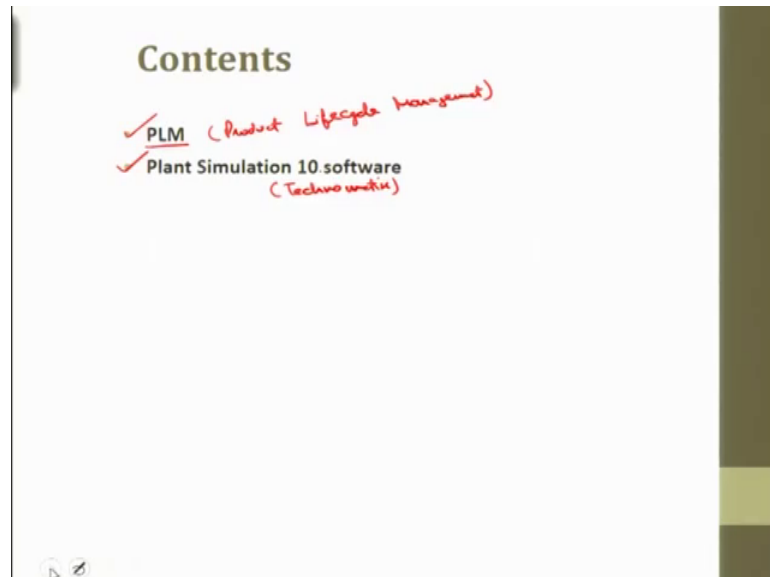 Contents
PLM (Product Lifecycle Management)
Plant Simulation 10 software
(Technomatix)